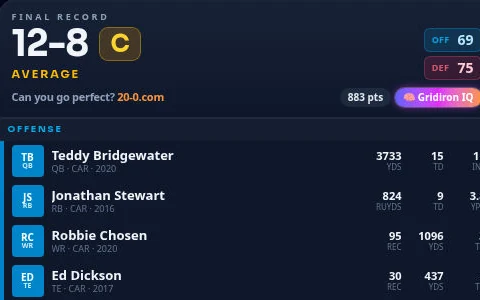 FINAL RECORD
12-8 C
OFF 69
AVERAGE
DEF 75
Can you go perfect? 20-0.com 883 pts 🧠 Gridiron IQ
OFFENSE
TB QB Teddy Bridgewater 3733 15
QB · CAR · 2020 YDS TD
JS RB Jonathan Stewart 824 9
RB · CAR · 2016 RUYDS TD
RC WR Robbie Chosen 95 1096
WR · CAR · 2020 REC YDS
ED TE Ed Dickson 30 437
TE · CAR · 2017 REC YDS